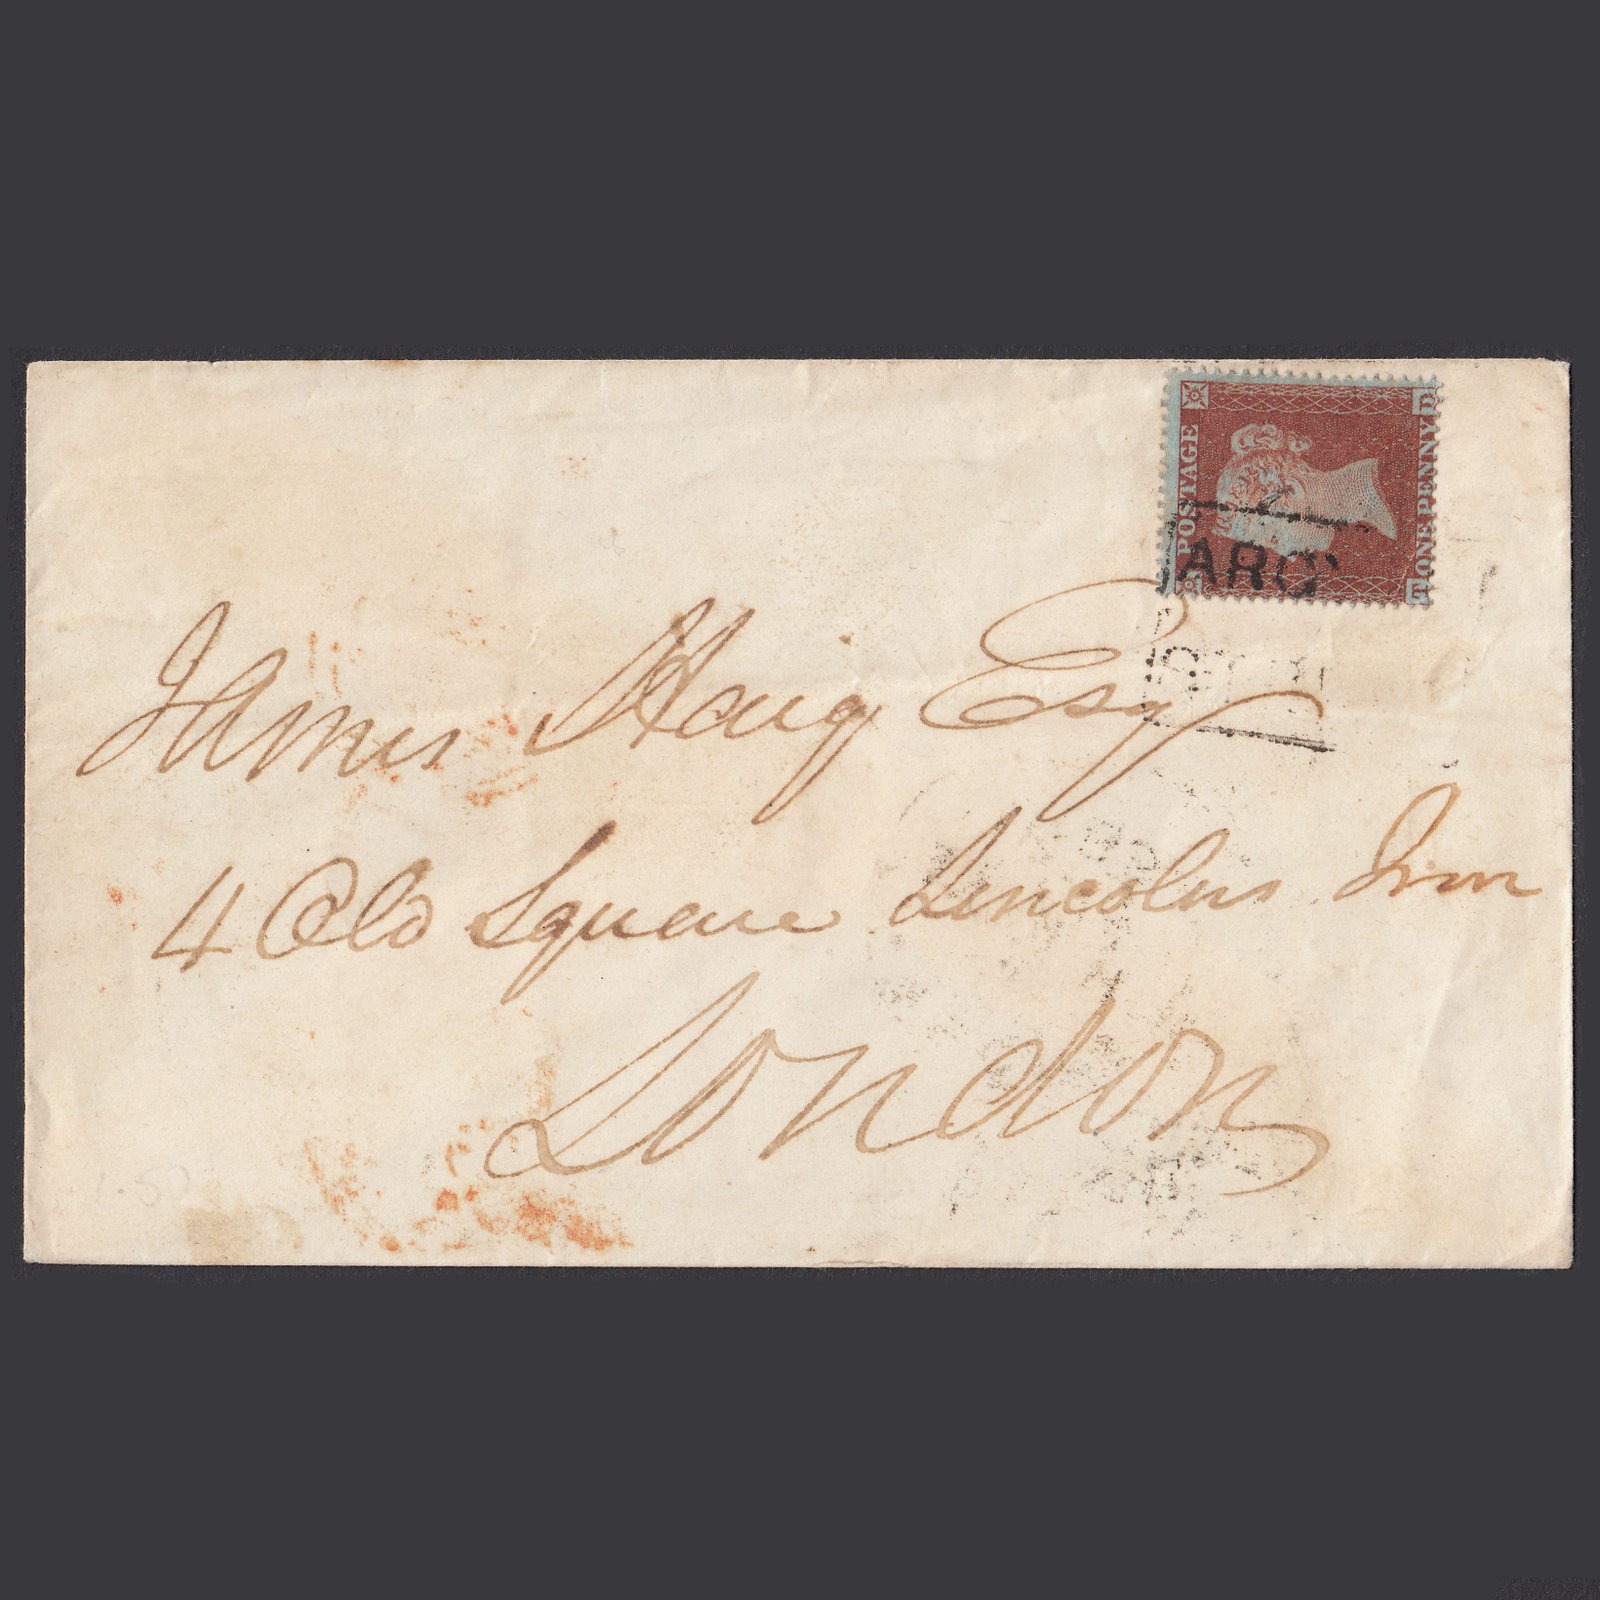 POSTAGE
ONE PENNY
T
D
ARG
James Haig Esq
4 Old Square Lincolns Inn
London